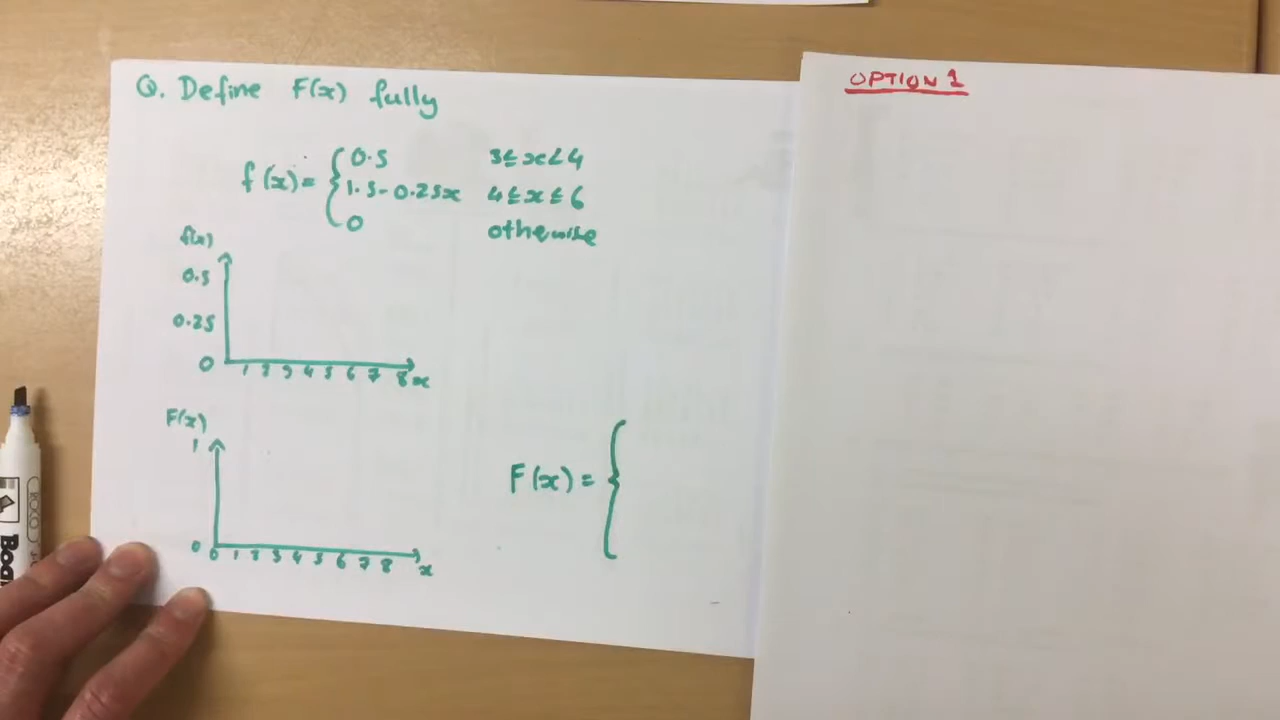 Q. Define F(x) fully
OPTION 1
f(x) = { 0.5 3≤x<4
1.5-0.25x 4≤x≤6
0 otherwise
f(x)
0.5
0.25
0
1 2 3 4 5 6 7 8 x
F(x)
1
0
0 1 2 3 4 5 6 7 8 x
F(x) = {
Boa